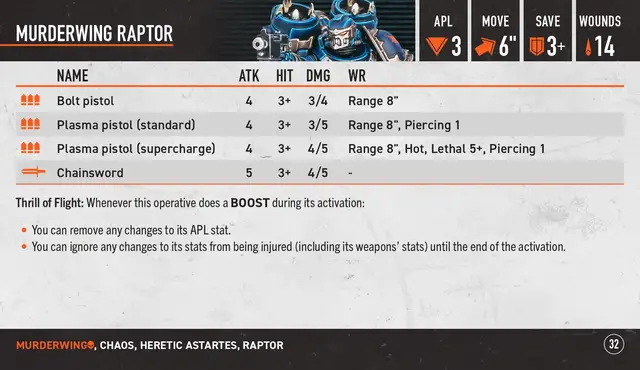 MURDERWING RAPTOR
APL MOVE SAVE WOUNDS
3 6" 3+ 14
NAME ATK HIT DMG WR
Bolt pistol 4 3+ 3/4 Range 8"
Plasma pistol (standard) 4 3+ 3/5 Range 8", Piercing 1
Plasma pistol (supercharge) 4 3+ 4/5 Range 8", Hot, Lethal 5+, Piercing 1
Chainsword 5 3+ 4/5 -
Thrill of Flight: Whenever this operative does a BOOST during its activation:
• You can remove any changes to its APL stat.
• You can ignore any changes to its stats from being injured (including its weapons' stats) until the end of the activation.
MURDERWING, CHAOS, HERETIC ASTARTES, RAPTOR
32